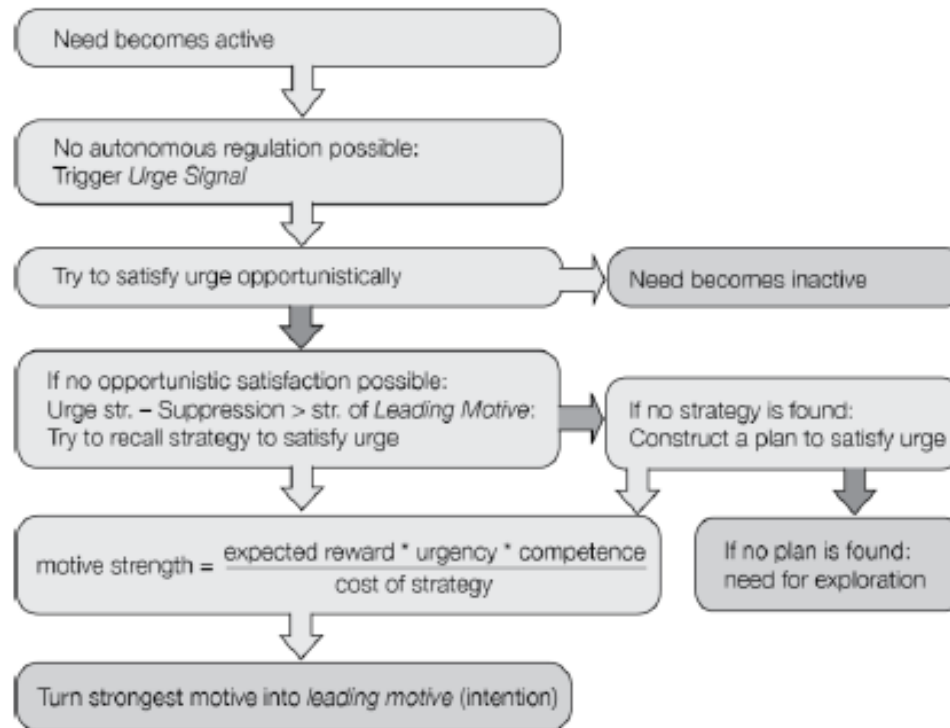 Need becomes active
No autonomous regulation possible:
Trigger Urge Signal
Try to satisfy urge opportunistically
Need becomes inactive
If no opportunistic satisfaction possible:
Urge str. – Suppression > str. of Leading Motive:
Try to recall strategy to satisfy urge
If no strategy is found:
Construct a plan to satisfy urge
motive strength = expected reward * urgency * competence
cost of strategy
If no plan is found:
need for exploration
Turn strongest motive into leading motive (intention)